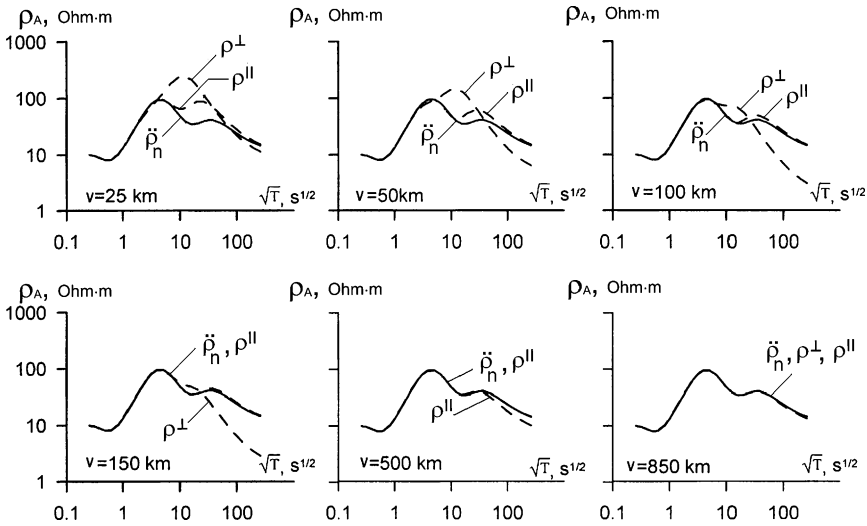 ρA, Ohm·m
1000
100
10
1
ρ⊥
ρ||
ρ̈n
v=25 km
√T, s1/2
0.1 1 10 100
ρA, Ohm·m
ρ⊥
ρ||
ρ̈n
v=50km
√T, s1/2
0.1 1 10 100
ρA, Ohm·m
ρ⊥
ρ||
ρ̈n
v=100 km
√T, s1/2
0.1 1 10 100
ρA, Ohm·m
1000
100
10
1
ρ̈n, ρ||
ρ⊥
v=150 km
√T, s1/2
0.1 1 10 100
ρA, Ohm·m
ρ̈n, ρ||
ρ||
v=500 km
√T, s1/2
0.1 1 10 100
ρA, Ohm·m
ρ̈n, ρ⊥, ρ||
v=850 km
√T, s1/2
0.1 1 10 100